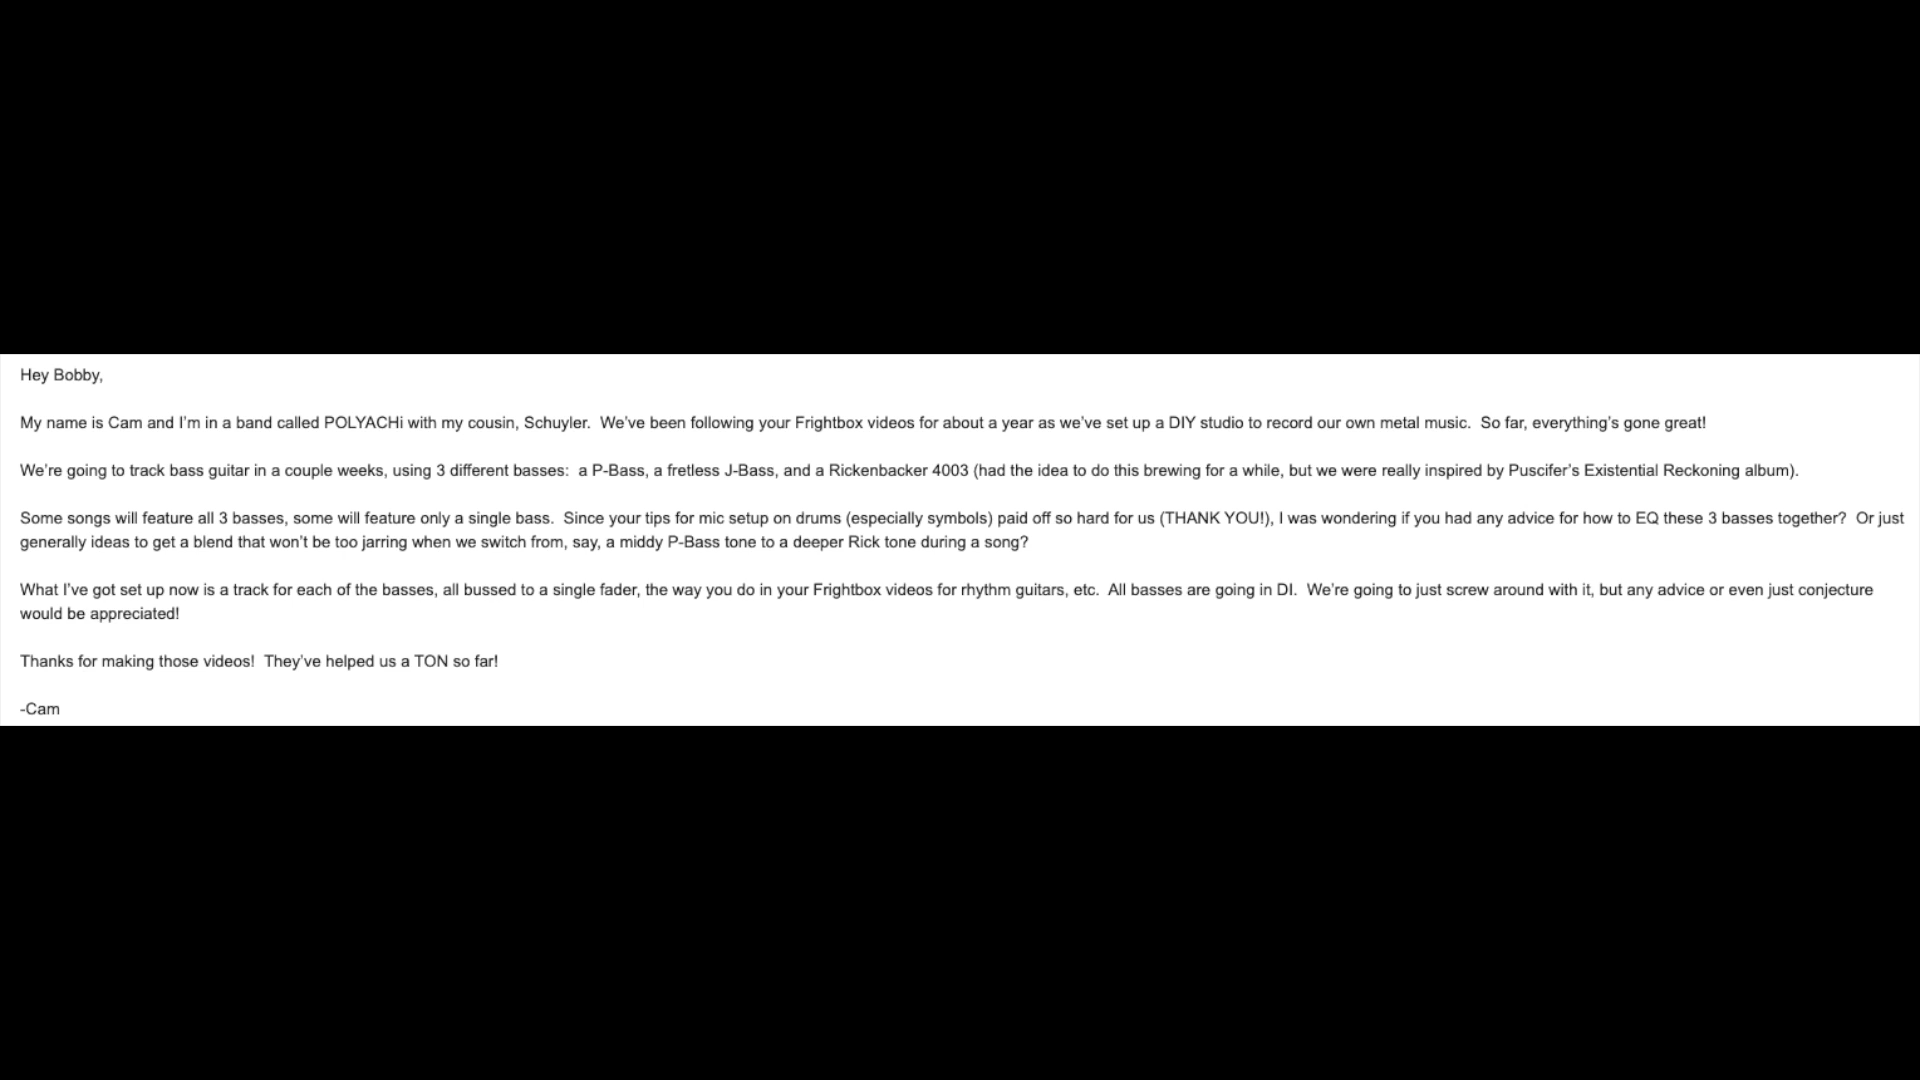 Hey Bobby,
My name is Cam and I'm in a band called POLYACHi with my cousin, Schuyler.  We've been following your Frightbox videos for about a year as we've set up a DIY studio to record our own metal music.  So far, everything's gone great!
We're going to track bass guitar in a couple weeks, using 3 different basses:  a P-Bass, a fretless J-Bass, and a Rickenbacker 4003 (had the idea to do this brewing for a while, but we were really inspired by Puscifer's Existential Reckoning album).
Some songs will feature all 3 basses, some will feature only a single bass.  Since your tips for mic setup on drums (especially symbols) paid off so hard for us (THANK YOU!), I was wondering if you had any advice for how to EQ these 3 basses together?  Or just
generally ideas to get a blend that won't be too jarring when we switch from, say, a middy P-Bass tone to a deeper Rick tone during a song?
What I've got set up now is a track for each of the basses, all bussed to a single fader, the way you do in your Frightbox videos for rhythm guitars, etc.  All basses are going in DI.  We're going to just screw around with it, but any advice or even just conjecture
would be appreciated!
Thanks for making those videos!  They've helped us a TON so far!
-Cam